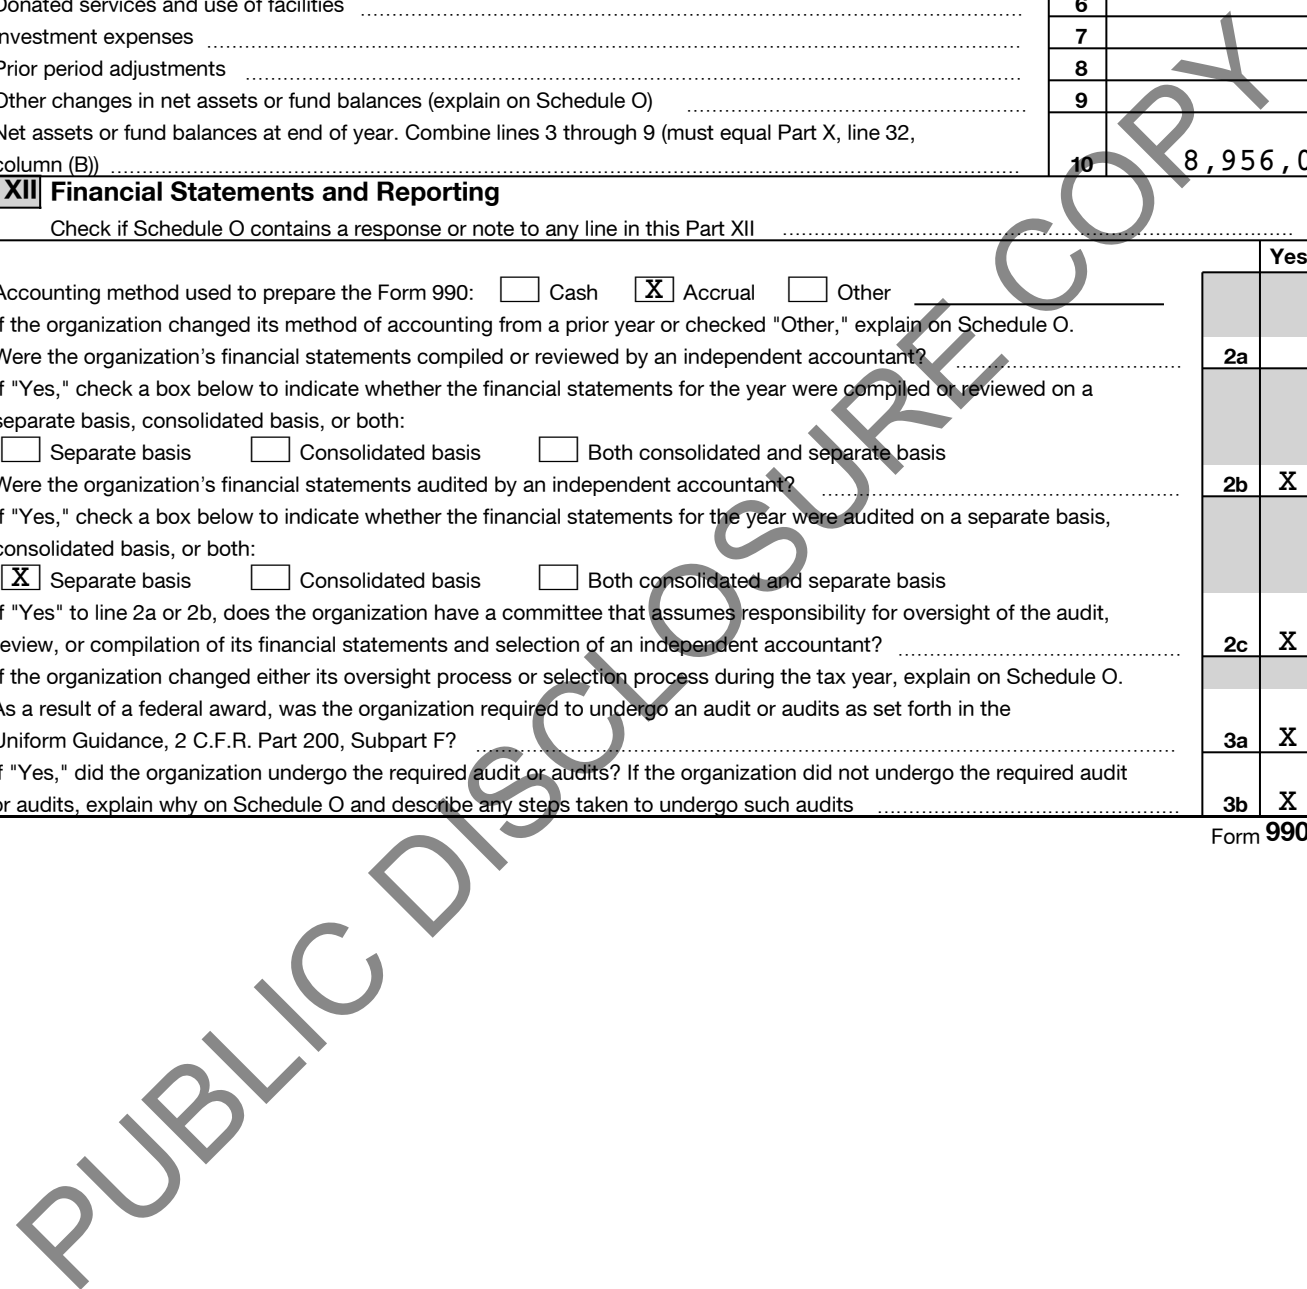 Donated services and use of facilities 6
nvestment expenses 7
Prior period adjustments 8
Other changes in net assets or fund balances (explain on Schedule O) 9
Net assets or fund balances at end of year. Combine lines 3 through 9 (must equal Part X, line 32,
column (B)) 10 8,956,0
XII Financial Statements and Reporting
Check if Schedule O contains a response or note to any line in this Part XII
Yes
Accounting method used to prepare the Form 990: Cash X Accrual Other
f the organization changed its method of accounting from a prior year or checked "Other," explain on Schedule O.
Were the organization's financial statements compiled or reviewed by an independent accountant? 2a
f "Yes," check a box below to indicate whether the financial statements for the year were compiled or reviewed on a
separate basis, consolidated basis, or both:
Separate basis Consolidated basis Both consolidated and separate basis
Were the organization's financial statements audited by an independent accountant? 2b X
f "Yes," check a box below to indicate whether the financial statements for the year were audited on a separate basis,
consolidated basis, or both:
X Separate basis Consolidated basis Both consolidated and separate basis
f "Yes" to line 2a or 2b, does the organization have a committee that assumes responsibility for oversight of the audit,
review, or compilation of its financial statements and selection of an independent accountant? 2c X
f the organization changed either its oversight process or selection process during the tax year, explain on Schedule O.
As a result of a federal award, was the organization required to undergo an audit or audits as set forth in the
Uniform Guidance, 2 C.F.R. Part 200, Subpart F? 3a X
f "Yes," did the organization undergo the required audit or audits? If the organization did not undergo the required audit
or audits, explain why on Schedule O and describe any steps taken to undergo such audits 3b X
Form 990
PUBLIC DISCLOSURE COPY